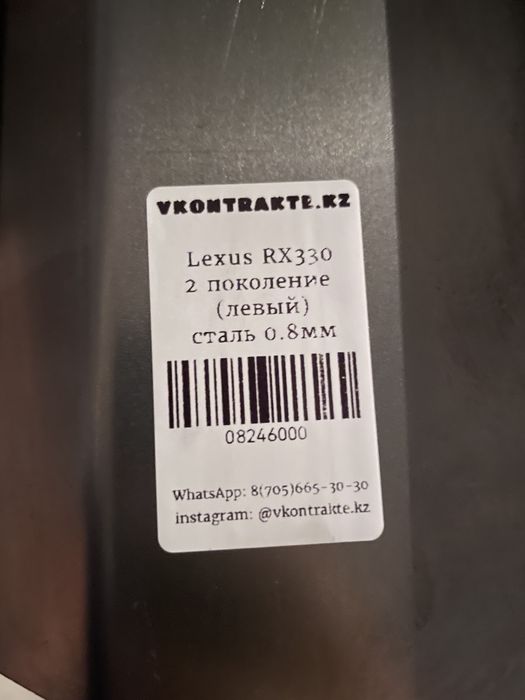 VKONTRAKTE.KZ
Lexus RX330
2 поколение
(левый)
сталь 0.8мм
08246000
WhatsApp: 8(705)665-30-30
instagram: @vkontrakte.kz